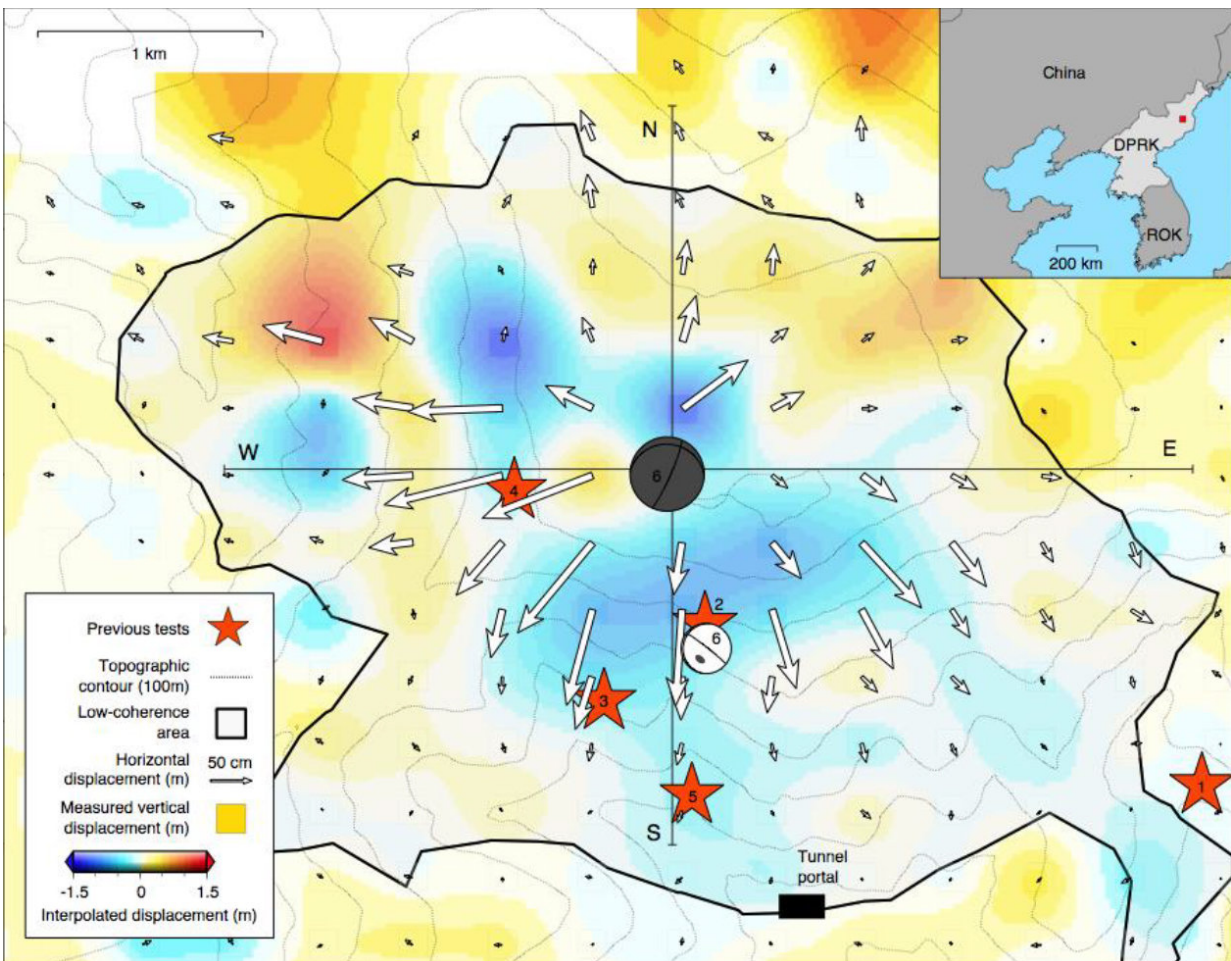 1 km
N
China
DPRK
ROK
200 km
W
E
6
4
2
6
3
5
S
1
Tunnel
portal
Previous tests
Topographic
contour (100m)
Low-coherence
area
Horizontal
displacement (m)
50 cm
Measured vertical
displacement (m)
-1.5
0
1.5
Interpolated displacement (m)